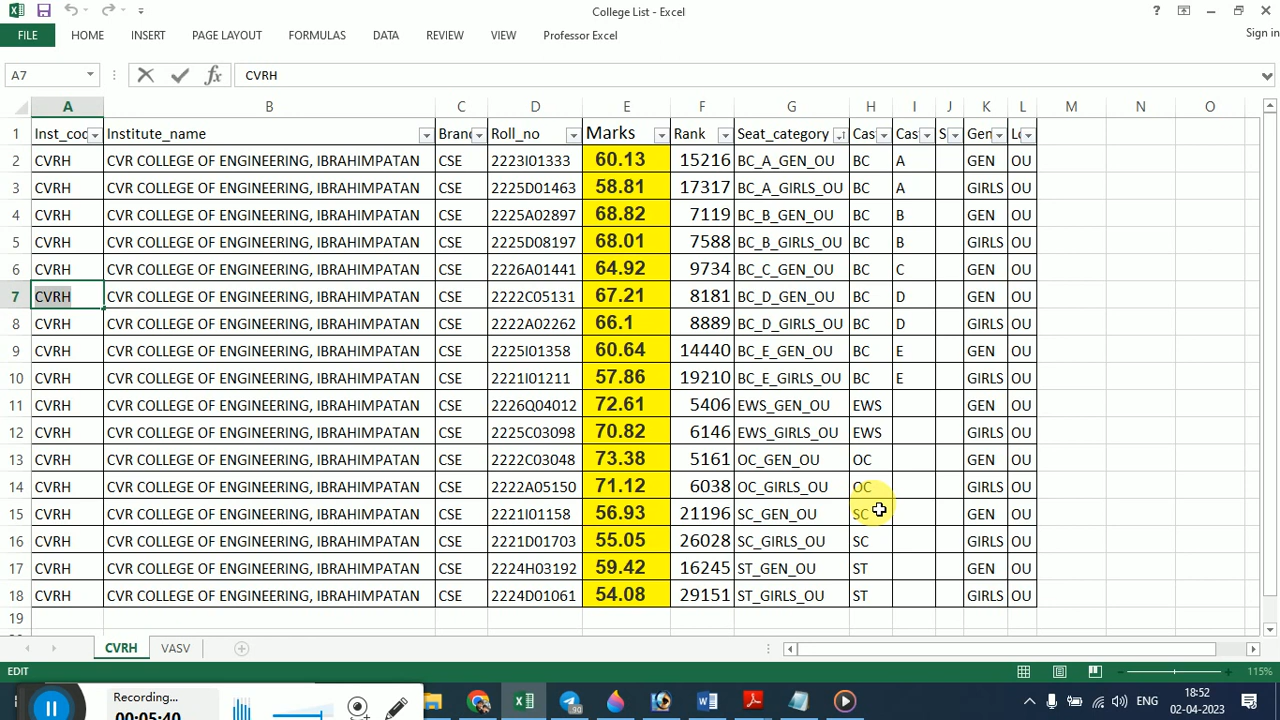 College List - Excel
?
FILE HOME INSERT PAGE LAYOUT FORMULAS DATA REVIEW VIEW Professor Excel Sign in
A7 fx CVRH
A B C D E F G H I J K L M N O
1 Inst_cod Institute_name Branc Roll_no Marks Rank Seat_category Cas Cas S Gen Lo
2 CVRH CVR COLLEGE OF ENGINEERING, IBRAHIMPATAN CSE 2223I01333 60.13 15216 BC_A_GEN_OU BC A GEN OU
3 CVRH CVR COLLEGE OF ENGINEERING, IBRAHIMPATAN CSE 2225D01463 58.81 17317 BC_A_GIRLS_OU BC A GIRLS OU
4 CVRH CVR COLLEGE OF ENGINEERING, IBRAHIMPATAN CSE 2225A02897 68.82 7119 BC_B_GEN_OU BC B GEN OU
5 CVRH CVR COLLEGE OF ENGINEERING, IBRAHIMPATAN CSE 2225D08197 68.01 7588 BC_B_GIRLS_OU BC B GIRLS OU
6 CVRH CVR COLLEGE OF ENGINEERING, IBRAHIMPATAN CSE 2226A01441 64.92 9734 BC_C_GEN_OU BC C GEN OU
7 CVRH CVR COLLEGE OF ENGINEERING, IBRAHIMPATAN CSE 2222C05131 67.21 8181 BC_D_GEN_OU BC D GEN OU
8 CVRH CVR COLLEGE OF ENGINEERING, IBRAHIMPATAN CSE 2222A02262 66.1 8889 BC_D_GIRLS_OU BC D GIRLS OU
9 CVRH CVR COLLEGE OF ENGINEERING, IBRAHIMPATAN CSE 2225I01358 60.64 14440 BC_E_GEN_OU BC E GEN OU
10 CVRH CVR COLLEGE OF ENGINEERING, IBRAHIMPATAN CSE 2221I01211 57.86 19210 BC_E_GIRLS_OU BC E GIRLS OU
11 CVRH CVR COLLEGE OF ENGINEERING, IBRAHIMPATAN CSE 2226Q04012 72.61 5406 EWS_GEN_OU EWS GEN OU
12 CVRH CVR COLLEGE OF ENGINEERING, IBRAHIMPATAN CSE 2225C03098 70.82 6146 EWS_GIRLS_OU EWS GIRLS OU
13 CVRH CVR COLLEGE OF ENGINEERING, IBRAHIMPATAN CSE 2222C03048 73.38 5161 OC_GEN_OU OC GEN OU
14 CVRH CVR COLLEGE OF ENGINEERING, IBRAHIMPATAN CSE 2222A05150 71.12 6038 OC_GIRLS_OU OC GIRLS OU
15 CVRH CVR COLLEGE OF ENGINEERING, IBRAHIMPATAN CSE 2221I01158 56.93 21196 SC_GEN_OU SC GEN OU
16 CVRH CVR COLLEGE OF ENGINEERING, IBRAHIMPATAN CSE 2221D01703 55.05 26028 SC_GIRLS_OU SC GIRLS OU
17 CVRH CVR COLLEGE OF ENGINEERING, IBRAHIMPATAN CSE 2224H03192 59.42 16245 ST_GEN_OU ST GEN OU
18 CVRH CVR COLLEGE OF ENGINEERING, IBRAHIMPATAN CSE 2224D01061 54.08 29151 ST_GIRLS_OU ST GIRLS OU
19
CVRH VASV
EDIT 115%
Recording...
00:05:40
90
ENG
18:52
02-04-2023